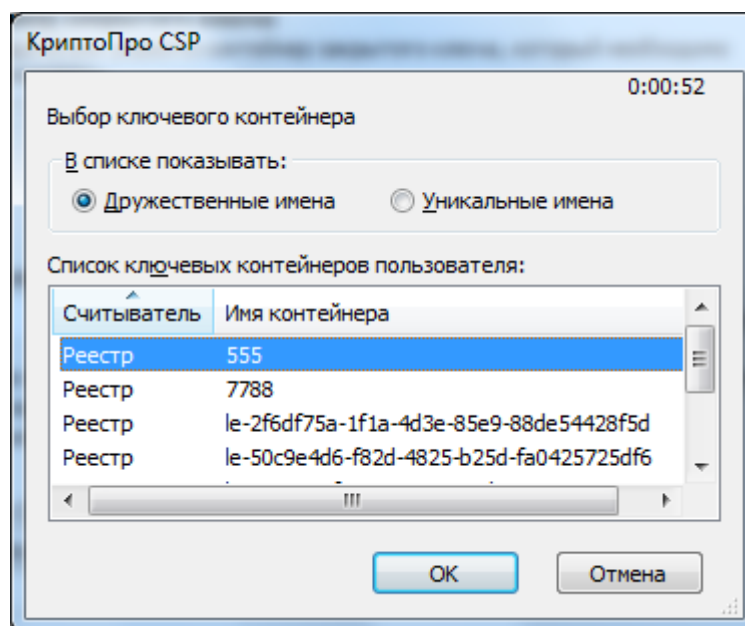 КриптоПро CSP
0:00:52
Выбор ключевого контейнера
В списке показывать:
Дружественные имена Уникальные имена
Список ключевых контейнеров пользователя:
Считыватель Имя контейнера
Реестр 555
Реестр 7788
Реестр le-2f6df75a-1f1a-4d3e-85e9-88de54428f5d
Реестр le-50c9e4d6-f82d-4825-b25d-fa0425725df6
OK Отмена